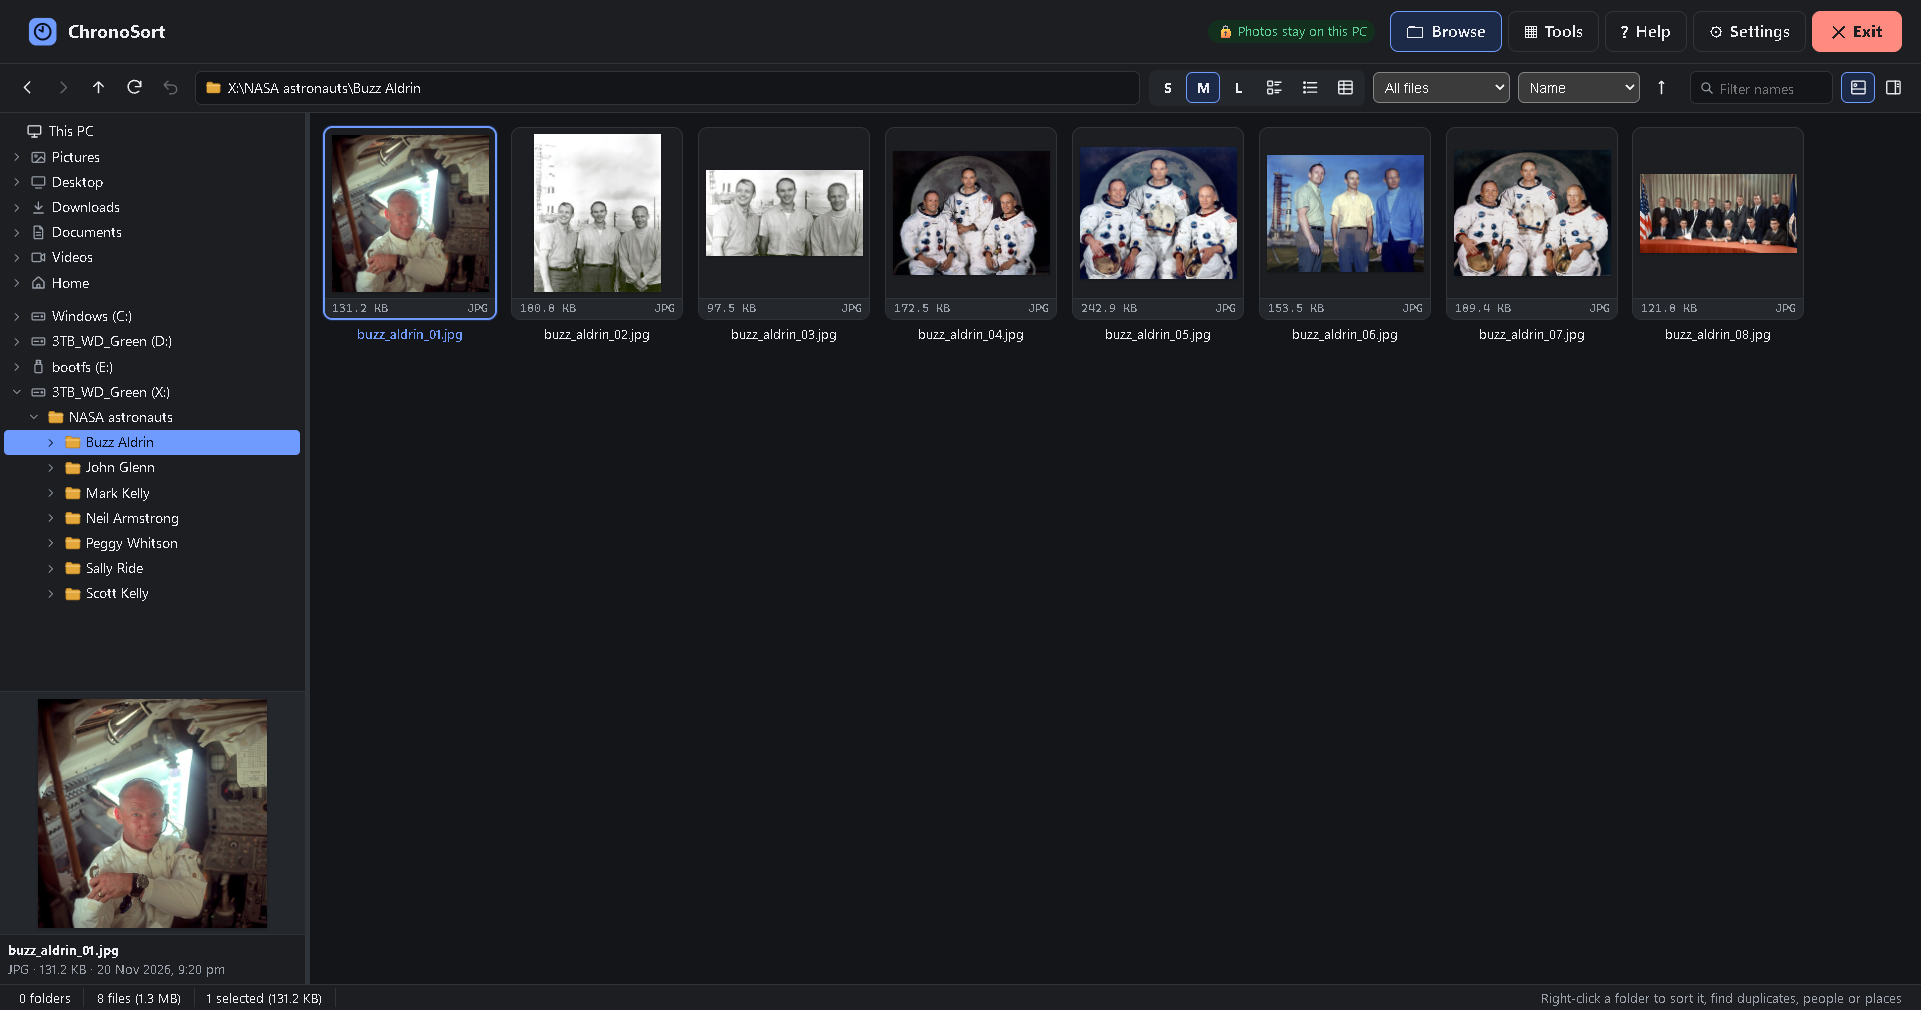 ChronoSort
Photos stay on this PC
Browse
Tools
? Help
Settings
Exit
X:\NASA astronauts\Buzz Aldrin
S
M
L
All files
Name
Filter names
This PC
Pictures
Desktop
Downloads
Documents
Videos
Home
Windows (C:)
3TB_WD_Green (D:)
bootfs (E:)
3TB_WD_Green (X:)
NASA astronauts
Buzz Aldrin
John Glenn
Mark Kelly
Neil Armstrong
Peggy Whitson
Sally Ride
Scott Kelly
131.2 KB JPG
buzz_aldrin_01.jpg
180.8 KB JPG
buzz_aldrin_02.jpg
97.5 KB JPG
buzz_aldrin_03.jpg
172.5 KB JPG
buzz_aldrin_04.jpg
242.9 KB JPG
buzz_aldrin_05.jpg
153.5 KB JPG
buzz_aldrin_06.jpg
189.4 KB JPG
buzz_aldrin_07.jpg
121.8 KB JPG
buzz_aldrin_08.jpg
buzz_aldrin_01.jpg
JPG · 131.2 KB · 20 Nov 2026, 9:20 pm
0 folders
8 files (1.3 MB)
1 selected (131.2 KB)
Right-click a folder to sort it, find duplicates, people or places